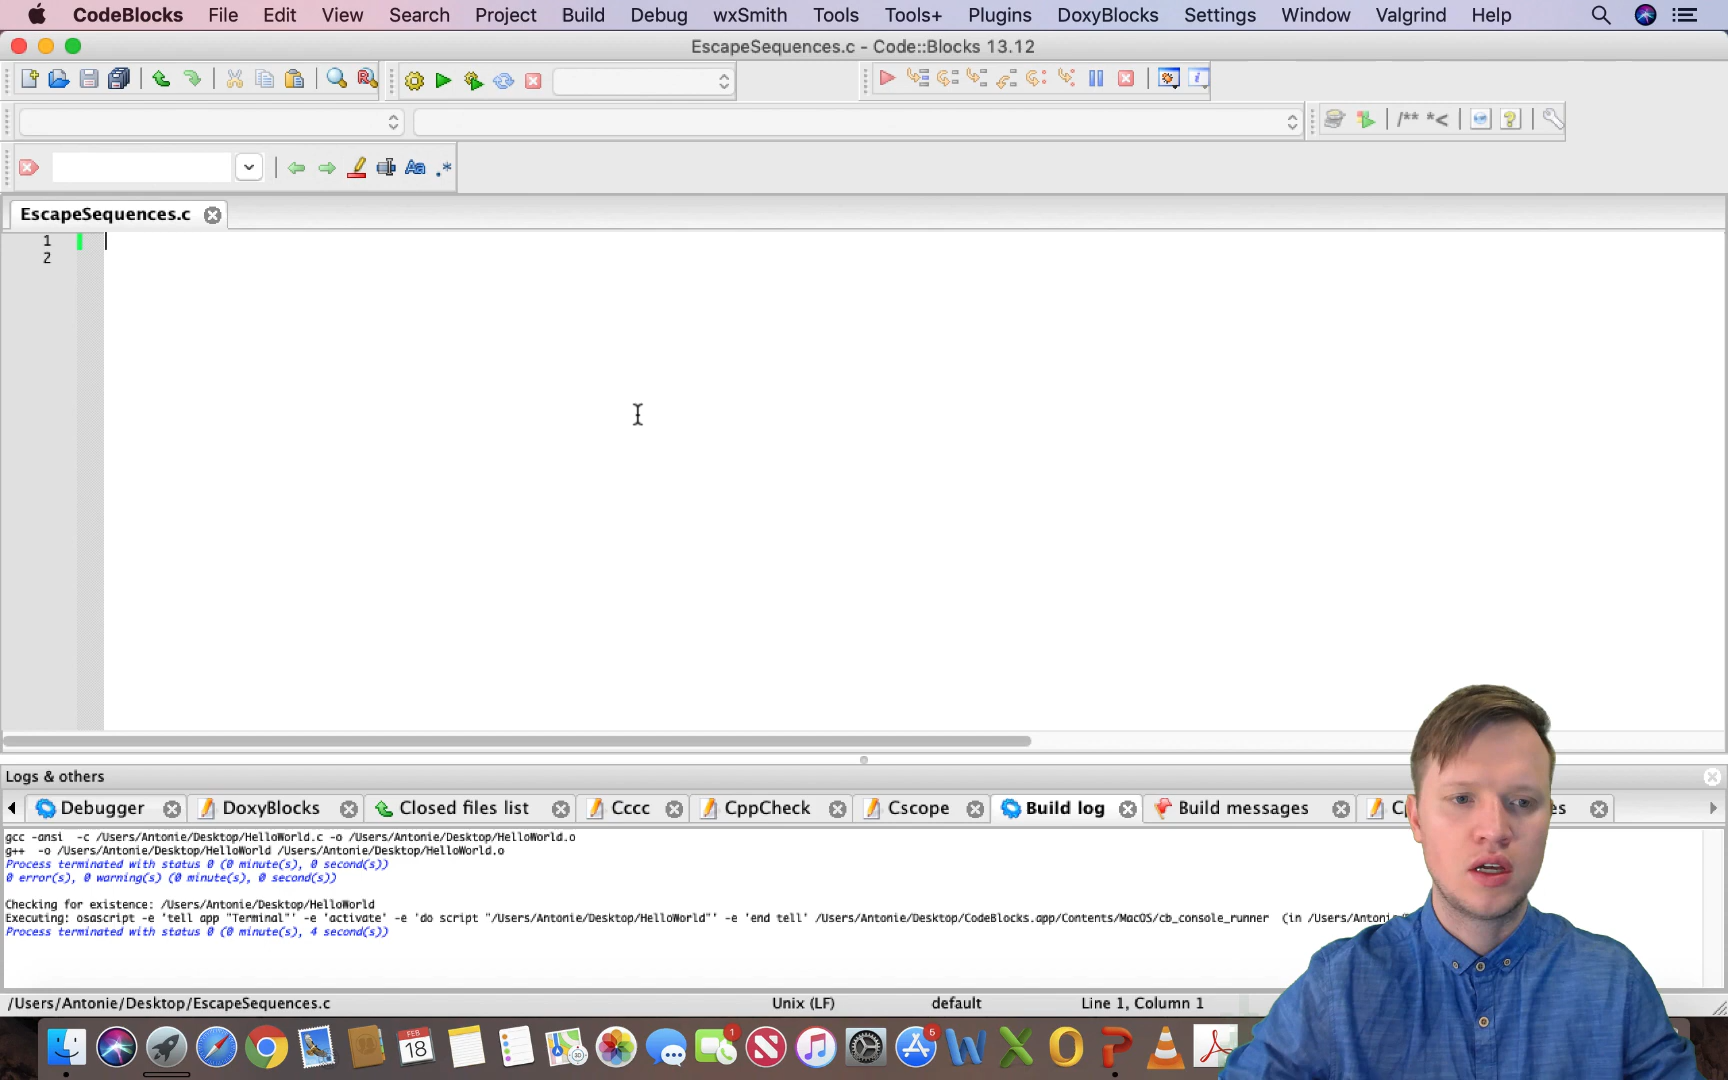 CodeBlocks File Edit View Search Project Build Debug wxSmith Tools Tools+ Plugins DoxyBlocks Settings Window Valgrind Help
EscapeSequences.c - Code::Blocks 13.12
/** *<
Aa .*
EscapeSequences.c
1
2
Logs & others
Debugger DoxyBlocks Closed files list Cccc CppCheck Cscope Build log Build messages
gcc -ansi -c /Users/Antonie/Desktop/HelloWorld.c -o /Users/Antonie/Desktop/HelloWorld.o
g++ -o /Users/Antonie/Desktop/HelloWorld /Users/Antonie/Desktop/HelloWorld.o
Process terminated with status 0 (0 minute(s), 0 second(s))
0 error(s), 0 warning(s) (0 minute(s), 0 second(s))
Checking for existence: /Users/Antonie/Desktop/HelloWorld
Executing: osascript -e 'tell app "Terminal"' -e 'activate' -e 'do script "/Users/Antonie/Desktop/HelloWorld"' -e 'end tell' /Users/Antonie/Desktop/CodeBlocks.app/Contents/MacOS/cb_console_runner (in
Process terminated with status 0 (0 minute(s), 4 second(s))
/Users/Antonie/Desktop/EscapeSequences.c Unix (LF) default Line 1, Column 1
FEB
18
1
5